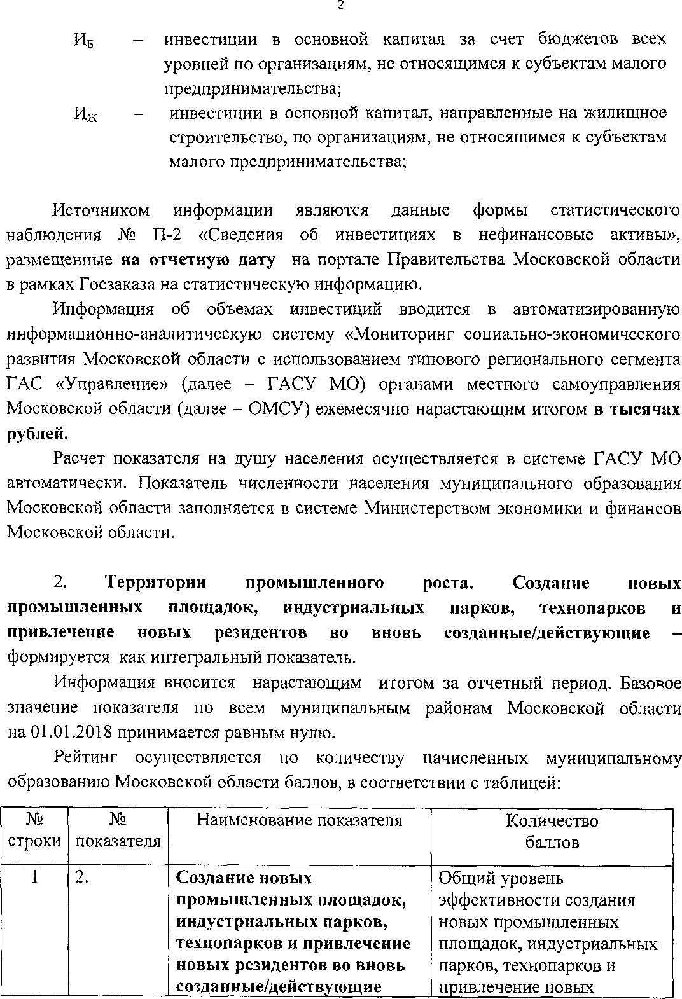 2
И_Б – инвестиции в основной капитал за счет бюджетов всех
уровней по организациям, не относящимся к субъектам малого
предпринимательства;
И_Ж – инвестиции в основной капитал, направленные на жилищное
строительство, по организациям, не относящимся к субъектам
малого предпринимательства;
Источником информации являются данные формы статистического
наблюдения № П-2 «Сведения об инвестициях в нефинансовые активы»,
размещенные на отчетную дату на портале Правительства Московской области
в рамках Госзаказа на статистическую информацию.
Информация об объемах инвестиций вводится в автоматизированную
информационно-аналитическую систему «Мониторинг социально-экономического
развития Московской области с использованием типового регионального сегмента
ГАС «Управление» (далее – ГАСУ МО) органами местного самоуправления
Московской области (далее – ОМСУ) ежемесячно нарастающим итогом в тысячах
рублей.
Расчет показателя на душу населения осуществляется в системе ГАСУ МО
автоматически. Показатель численности населения муниципального образования
Московской области заполняется в системе Министерством экономики и финансов
Московской области.
2. Территории промышленного роста. Создание новых
промышленных площадок, индустриальных парков, технопарков и
привлечение новых резидентов во вновь созданные/действующие –
формируется как интегральный показатель.
Информация вносится нарастающим итогом за отчетный период. Базовое
значение показателя по всем муниципальным районам Московской области
на 01.01.2018 принимается равным нулю.
Рейтинг осуществляется по количеству начисленных муниципальному
образованию Московской области баллов, в соответствии с таблицей:
№
строки
№
показателя
Наименование показателя
Количество
баллов
1
2.
Создание новых
промышленных площадок,
индустриальных парков,
технопарков и привлечение
новых резидентов во вновь
созданные/действующие
Общий уровень
эффективности создания
новых промышленных
площадок, индустриальных
парков, технопарков и
привлечение новых